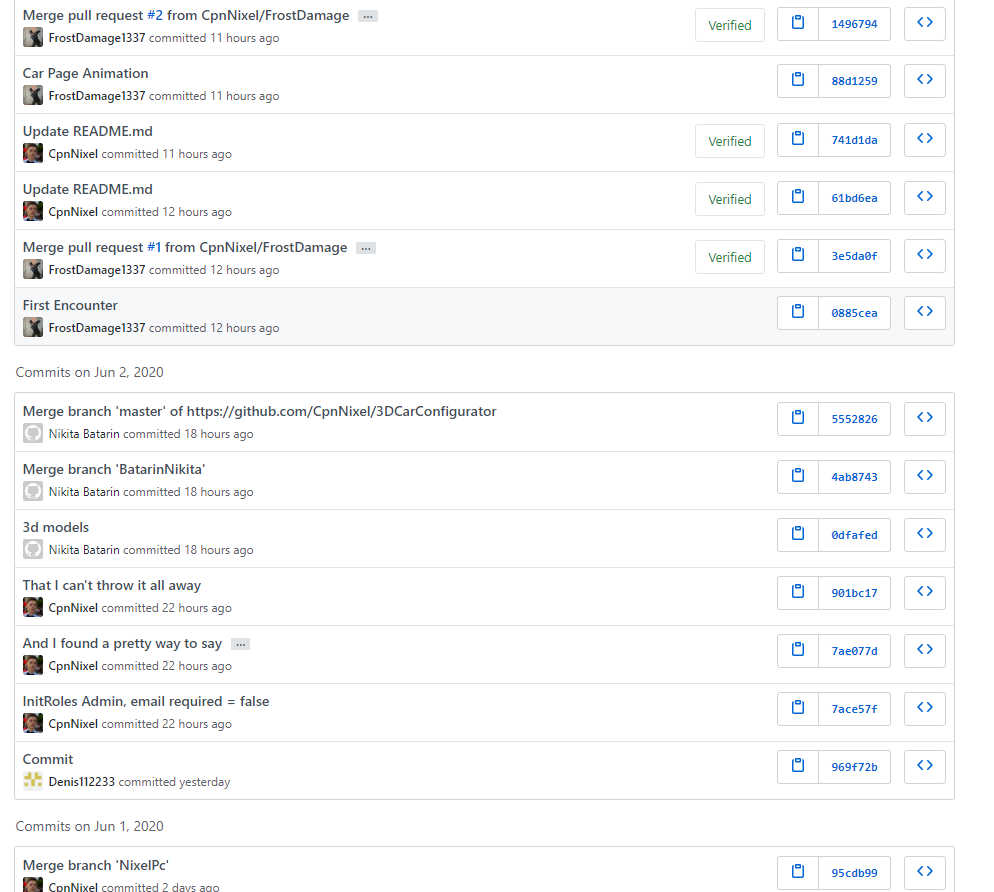 Merge pull request #2 from CpnNixel/FrostDamage ...
FrostDamage1337 committed 11 hours ago
Verified
1496794
Car Page Animation
FrostDamage1337 committed 11 hours ago
88d1259
Update README.md
CpnNixel committed 11 hours ago
Verified
741d1da
Update README.md
CpnNixel committed 12 hours ago
Verified
61bd6ea
Merge pull request #1 from CpnNixel/FrostDamage ...
FrostDamage1337 committed 12 hours ago
Verified
3e5da0f
First Encounter
FrostDamage1337 committed 12 hours ago
0885cea
Commits on Jun 2, 2020
Merge branch 'master' of https://github.com/CpnNixel/3DCarConfigurator
Nikita Batarin committed 18 hours ago
5552826
Merge branch 'BatarinNikita'
Nikita Batarin committed 18 hours ago
4ab8743
3d models
Nikita Batarin committed 18 hours ago
0dfafed
That I can't throw it all away
CpnNixel committed 22 hours ago
901bc17
And I found a pretty way to say ...
CpnNixel committed 22 hours ago
7ae077d
InitRoles Admin, email required = false
CpnNixel committed 22 hours ago
7ace57f
Commit
Denis112233 committed yesterday
969f72b
Commits on Jun 1, 2020
Merge branch 'NixelPc'
CpnNixel committed 2 days ago
95cdb99